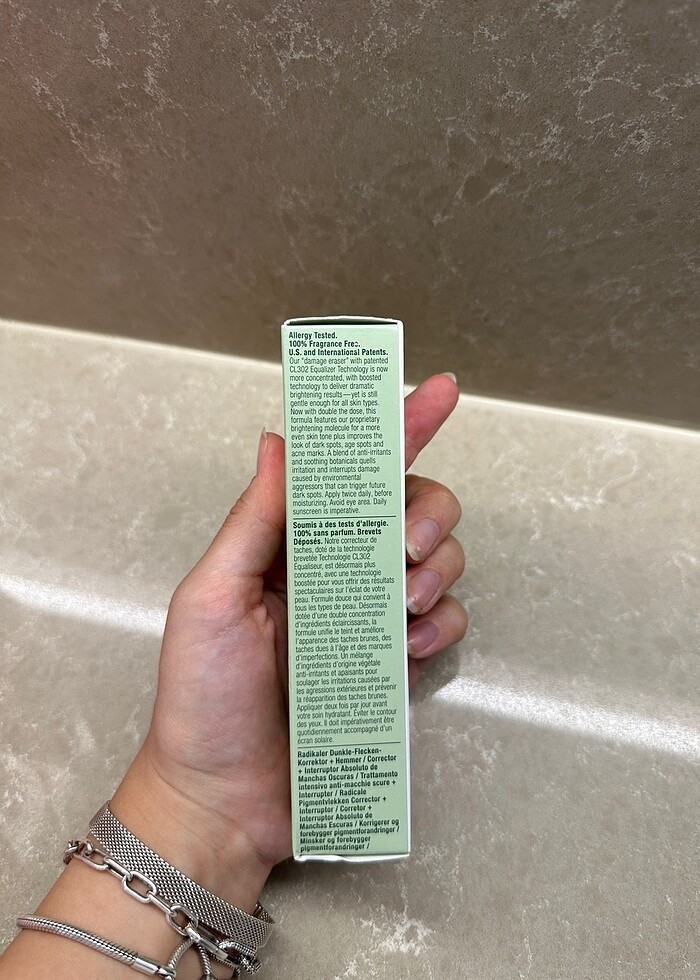 Allergy Tested.
100% Fragrance Free.
U.S. and International Patents.
Our "damage eraser" with patented
CL302 Equalizer Technology is now
more concentrated, with boosted
technology to deliver dramatic
brightening results—yet is still
gentle enough for all skin types.
Now with double the dose, this
formula features our proprietary
brightening molecule for a more
even skin tone plus improves the
look of dark spots, age spots and
acne marks. A blend of anti-irritants
and soothing botanicals quells
irritation and interrupts damage
caused by environmental
aggressors that can trigger future
dark spots. Apply twice daily, before
moisturizing. Avoid eye area. Daily
sunscreen is imperative.
Soumis à des tests d'allergie.
100% sans parfum. Brevets
Déposés. Notre correcteur de
taches, doté de la technologie
brevetée Technologie CL302
Equaliseur, est désormais plus
concentré, avec une technologie
boostée pour vous offrir des résultats
spectaculaires sur l'éclat de votre
peau. Formule douce qui convient à
tous les types de peau. Désormais
dotée d'une double concentration
d'ingrédients éclaircissants, la
formule unifie le teint et améliore
l'apparence des taches brunes, des
taches dues à l'âge et des marques
d'imperfections. Un mélange
d'ingrédients d'origine végétale
anti-irritants et apaisants pour
soulager les irritations causées par
les agressions extérieures et prévenir
la réapparition des taches brunes.
Appliquer deux fois par jour avant
votre soin hydratant. Éviter le contour
des yeux. Il doit impérativement être
quotidiennement accompagné d'un
écran solaire.
Radikaler Dunkle-Flecken-
Korrektor + Hemmer / Corrector
+ Interruptor Absoluto de
Manchas Oscuras / Trattamento
intensivo anti-macchie scure +
Interrupter / Radicale
Pigmentvlekken Corrector +
Interruptor / Corretor +
Interruptor Absoluto de
Manchas Escuras / Korrigerer og
forebygger pigmentforandringer /
Minsker og forebygger
pigmentforandringer /